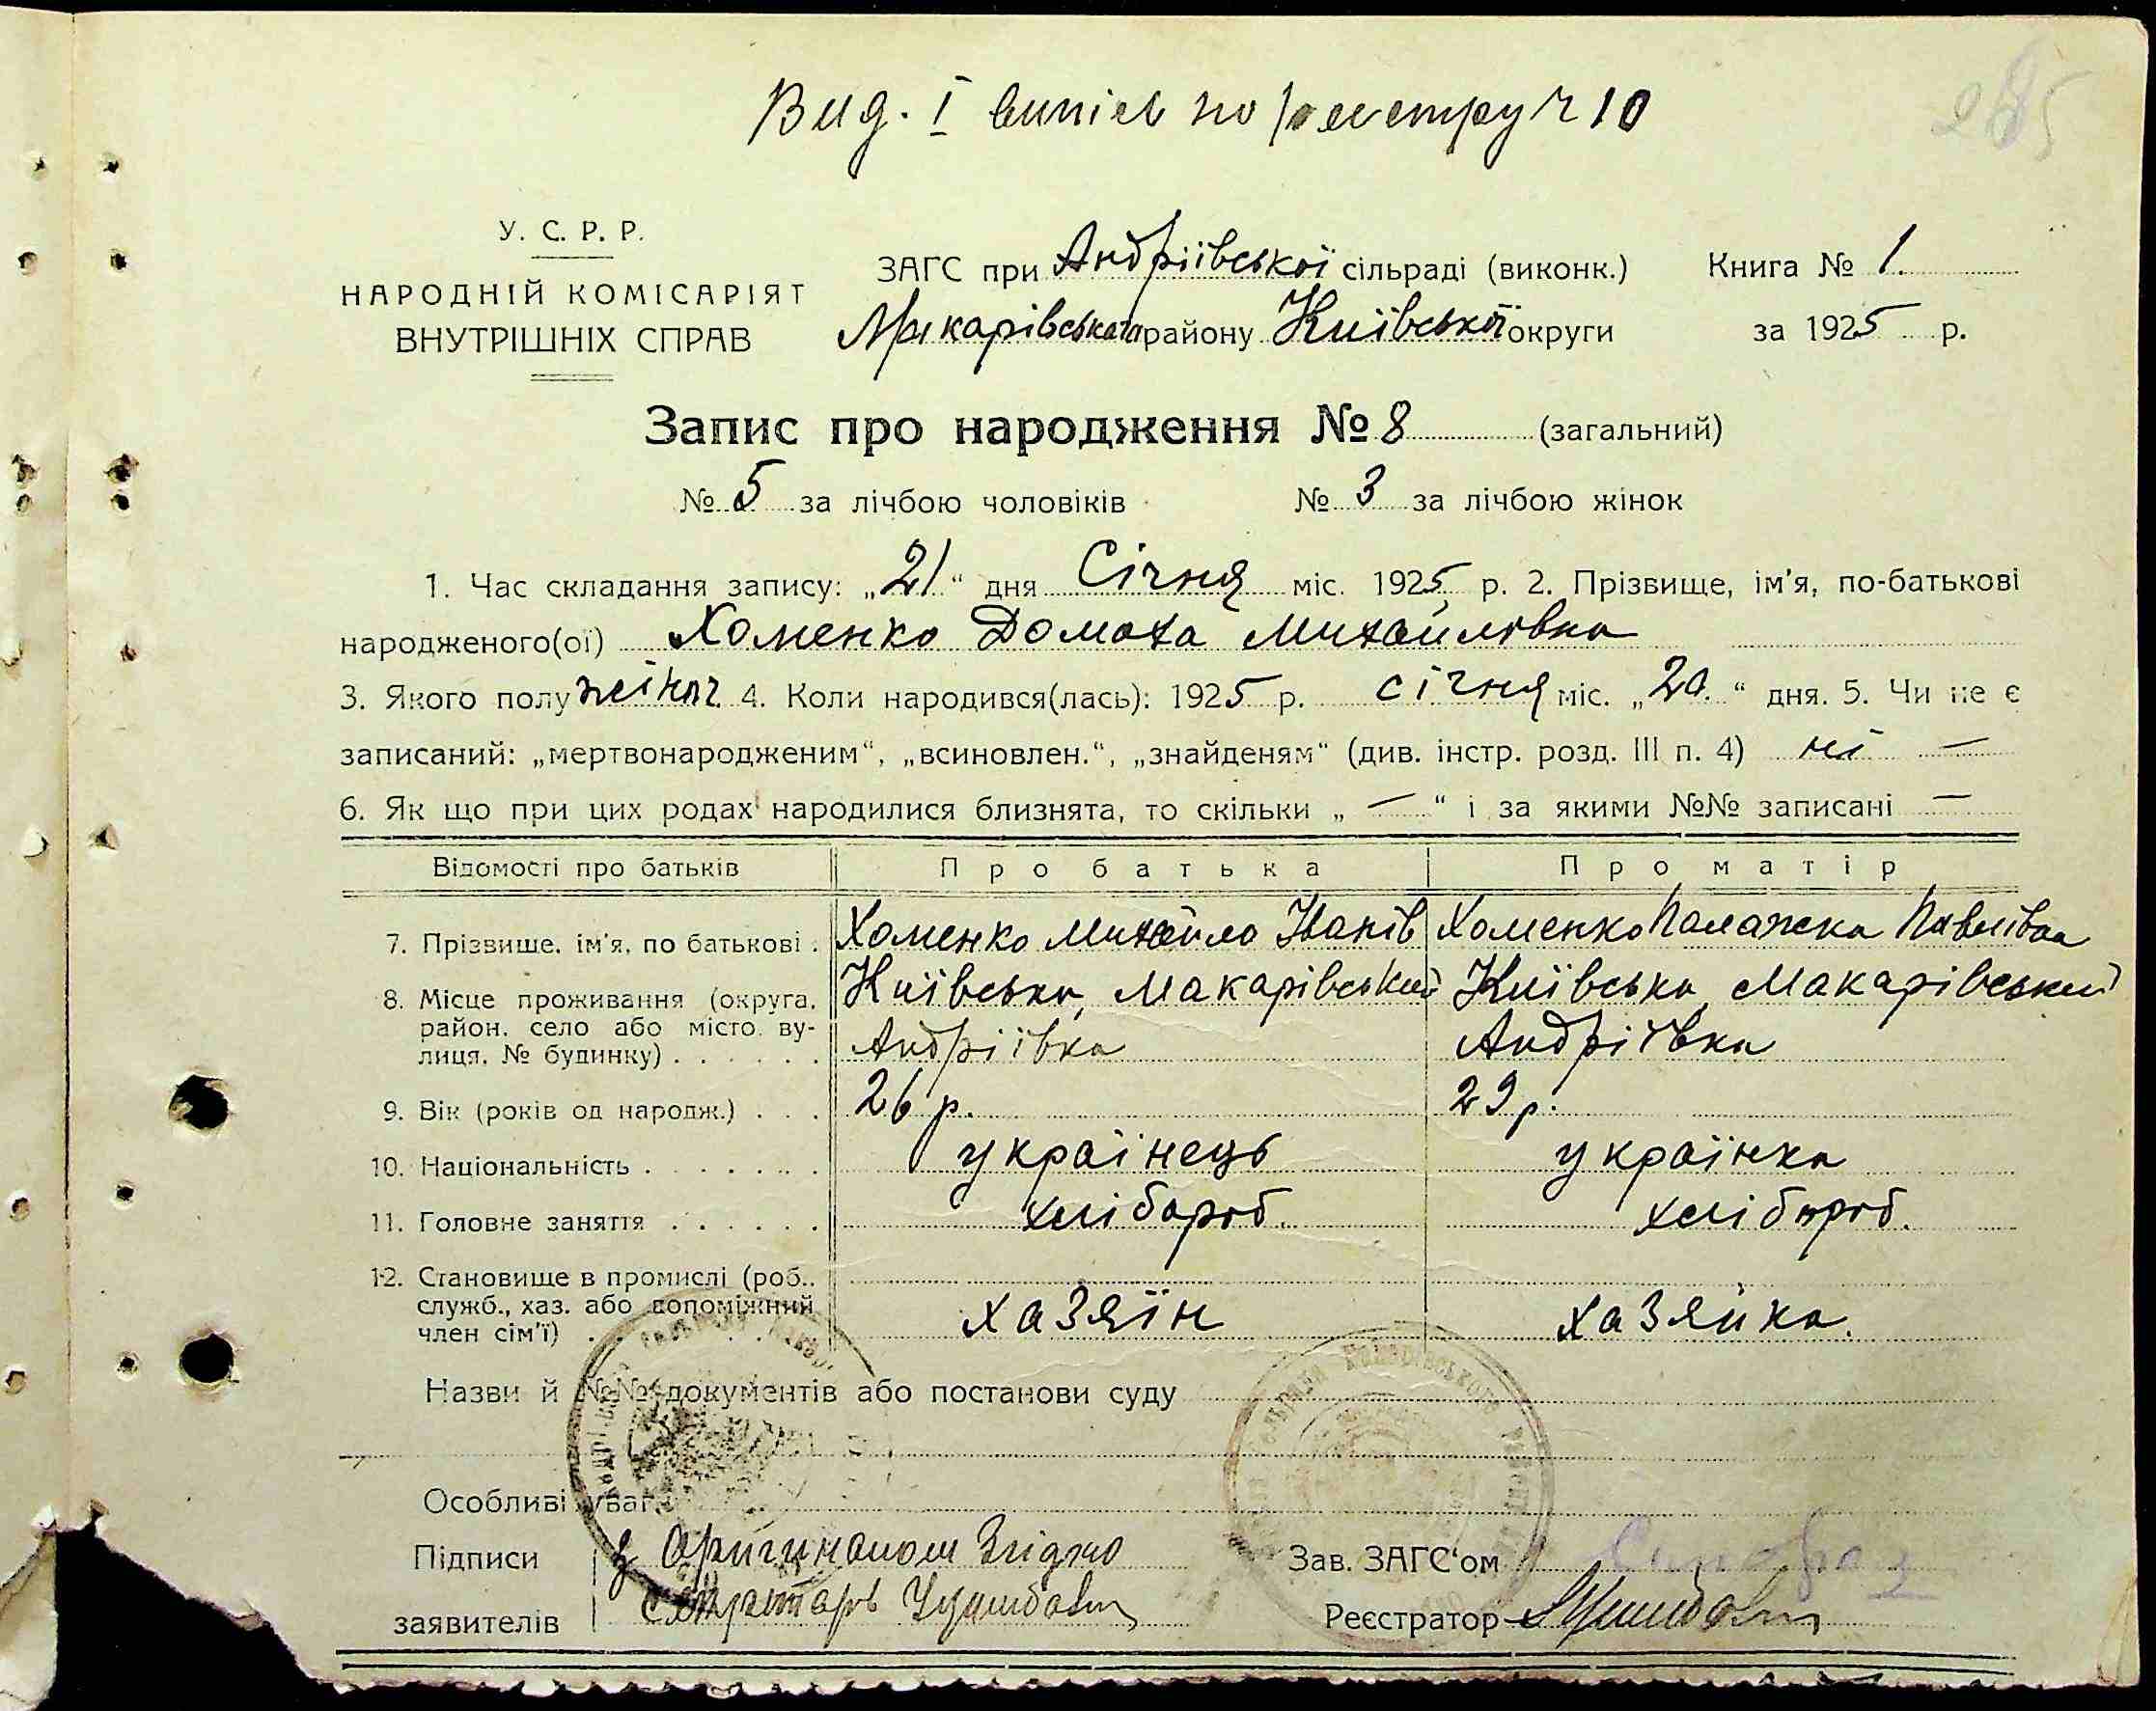 Вид. І випіс по реєстру ч 10
285
У. С. Р. Р.
НАРОДНІЙ КОМІСАРІЯТ
ВНУТРІШНІХ СПРАВ
ЗАГС при Андріївської сільраді (виконк.)
Макарівського району Київської округи
Книга № 1.
за 1925 р.
Запис про народження № 8 (загальний)
№ 5 за лічбою чоловіків № 3 за лічбою жінок
1. Час складання запису: „21“ дня Січня міс. 1925 р. 2. Прізвище, ім'я, по-батькові
народженого(ої) Хоменко Домаха Михайлівна
3. Якого полу жіноч. 4. Коли народився(лась): 1925 р. січня міс. „20.“ дня. 5. Чи не є
записаний: „мертвонародженим“, „всиновлен.“, „знайденям“ (див. інстр. розд. III п. 4) ні —
6. Як що при цих родах народилися близнята, то скільки „ — “ і за якими №№ записані —
Відомості про батьків Про батька Про матір
7. Прізвище, ім'я, по батькові . Хоменко Михайло Іванів Хоменко Палажка Павлівна
8. Місце проживання (округа, Київська, Макарівський Київська, Макарівський
район, село або місто, ву-
лиця, № будинку) . . . . . . Андріївка Андріївка
9. Вік (років од народж.) . . . 26 р. 29 р.
10. Національність . . . . . . . українець українка
11. Головне заняття . . . . . . хлібороб. хлібороб.
12. Становище в промислі (роб.,
служб., хаз. або допоміжний
член сім'ї) хазяїн хазяйка.
Назви й №№ документів або постанови суду
Особливі уваги
Підписи
заявителів
З оригіналом згідно
Секретарь
Зав. ЗАГС'ом
Реєстратор